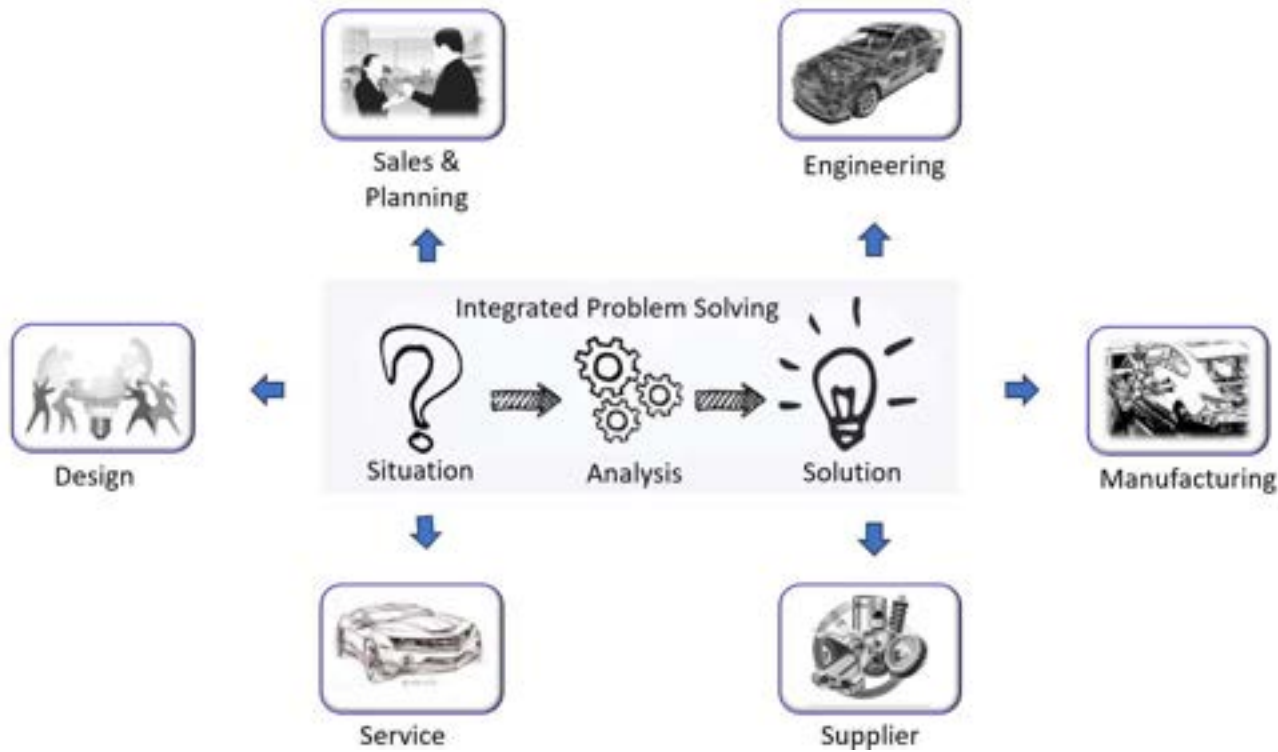 Sales &
Planning
Engineering
Integrated Problem Solving
Situation
Analysis
Solution
Design
Manufacturing
Service
Supplier